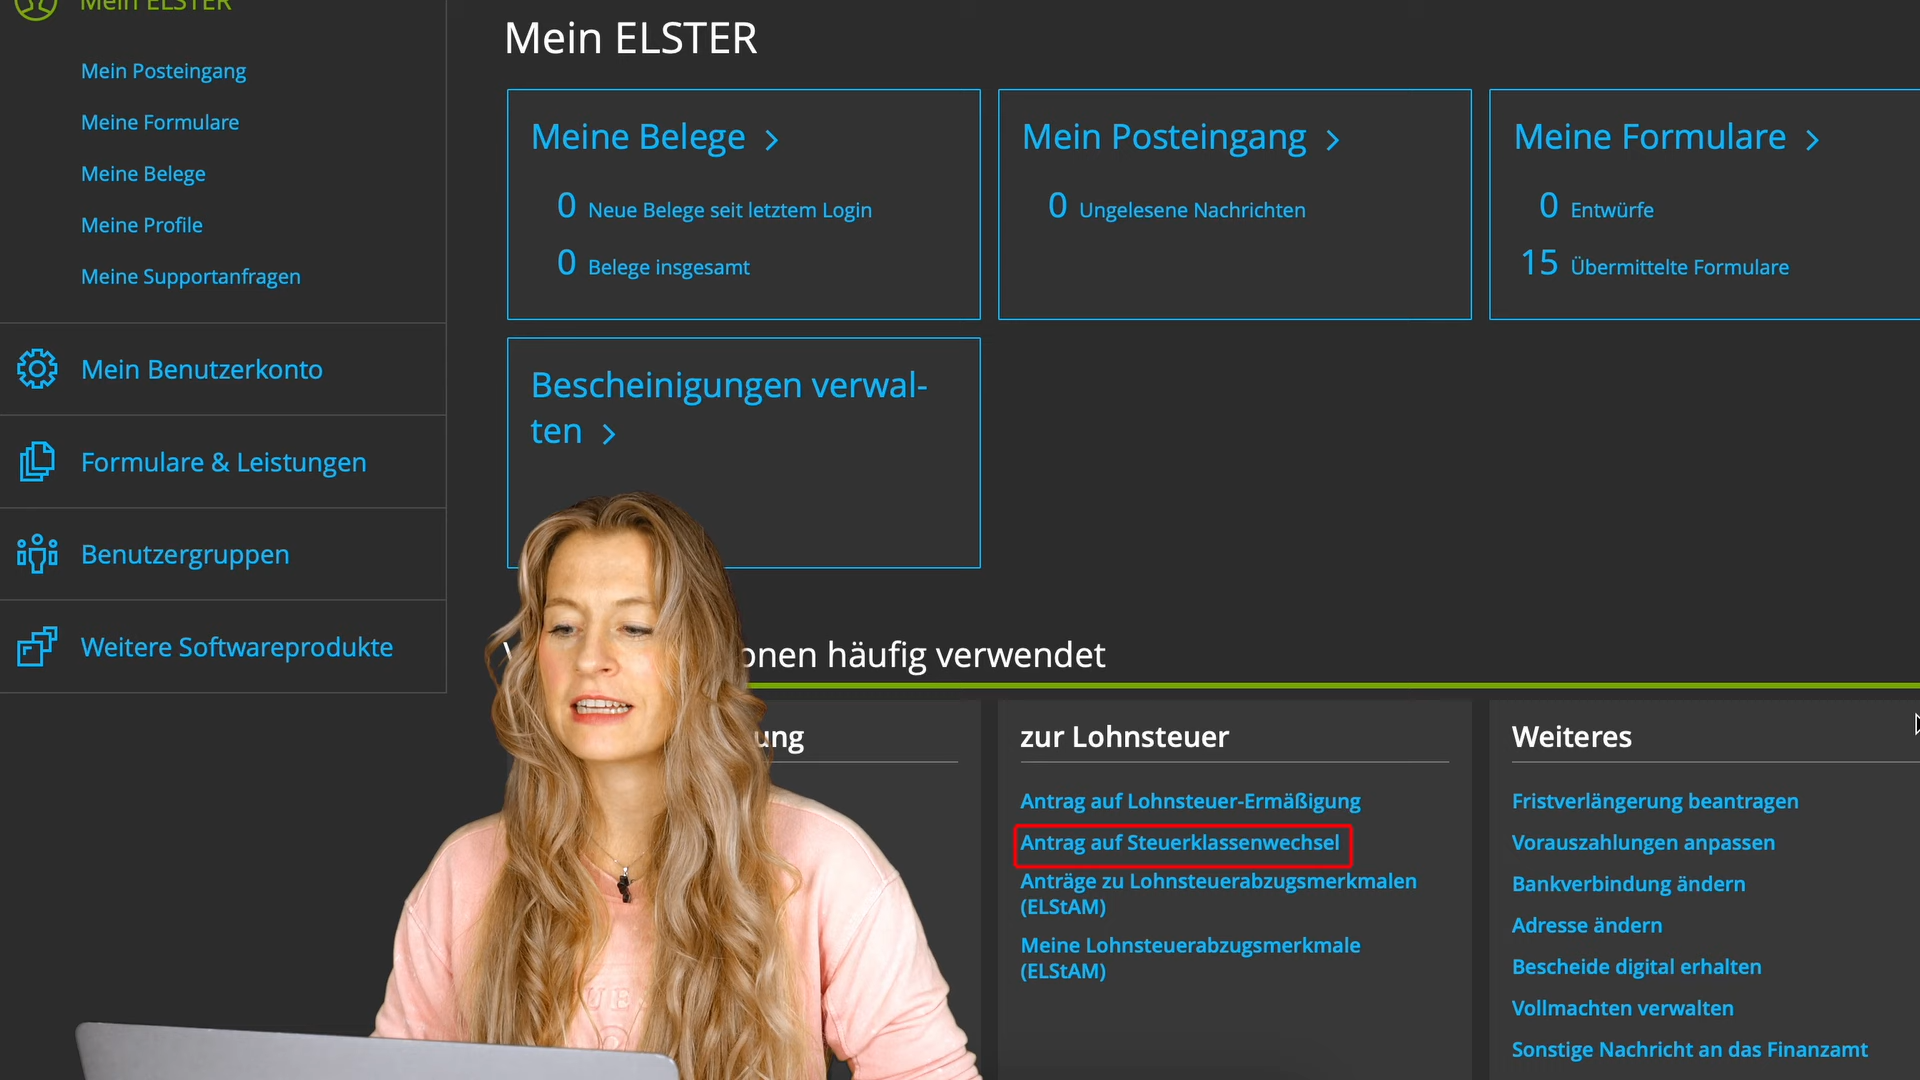 Mein ELSTER
Mein Posteingang
Meine Formulare
Meine Belege
Meine Profile
Meine Supportanfragen
Mein Benutzerkonto
Formulare & Leistungen
Benutzergruppen
Weitere Softwareprodukte
Mein ELSTER
Meine Belege
0 Neue Belege seit letztem Login
0 Belege insgesamt
Mein Posteingang
0 Ungelesene Nachrichten
Meine Formulare
0 Entwürfe
15 Übermittelte Formulare
Bescheinigungen verwal-
ten
häufig verwendet
zur Lohnsteuer
Antrag auf Lohnsteuer-Ermäßigung
Antrag auf Steuerklassenwechsel
Anträge zu Lohnsteuerabzugsmerkmalen
(ELStAM)
Meine Lohnsteuerabzugsmerkmale
(ELStAM)
Weiteres
Fristverlängerung beantragen
Vorauszahlungen anpassen
Bankverbindung ändern
Adresse ändern
Bescheide digital erhalten
Vollmachten verwalten
Sonstige Nachricht an das Finanzamt